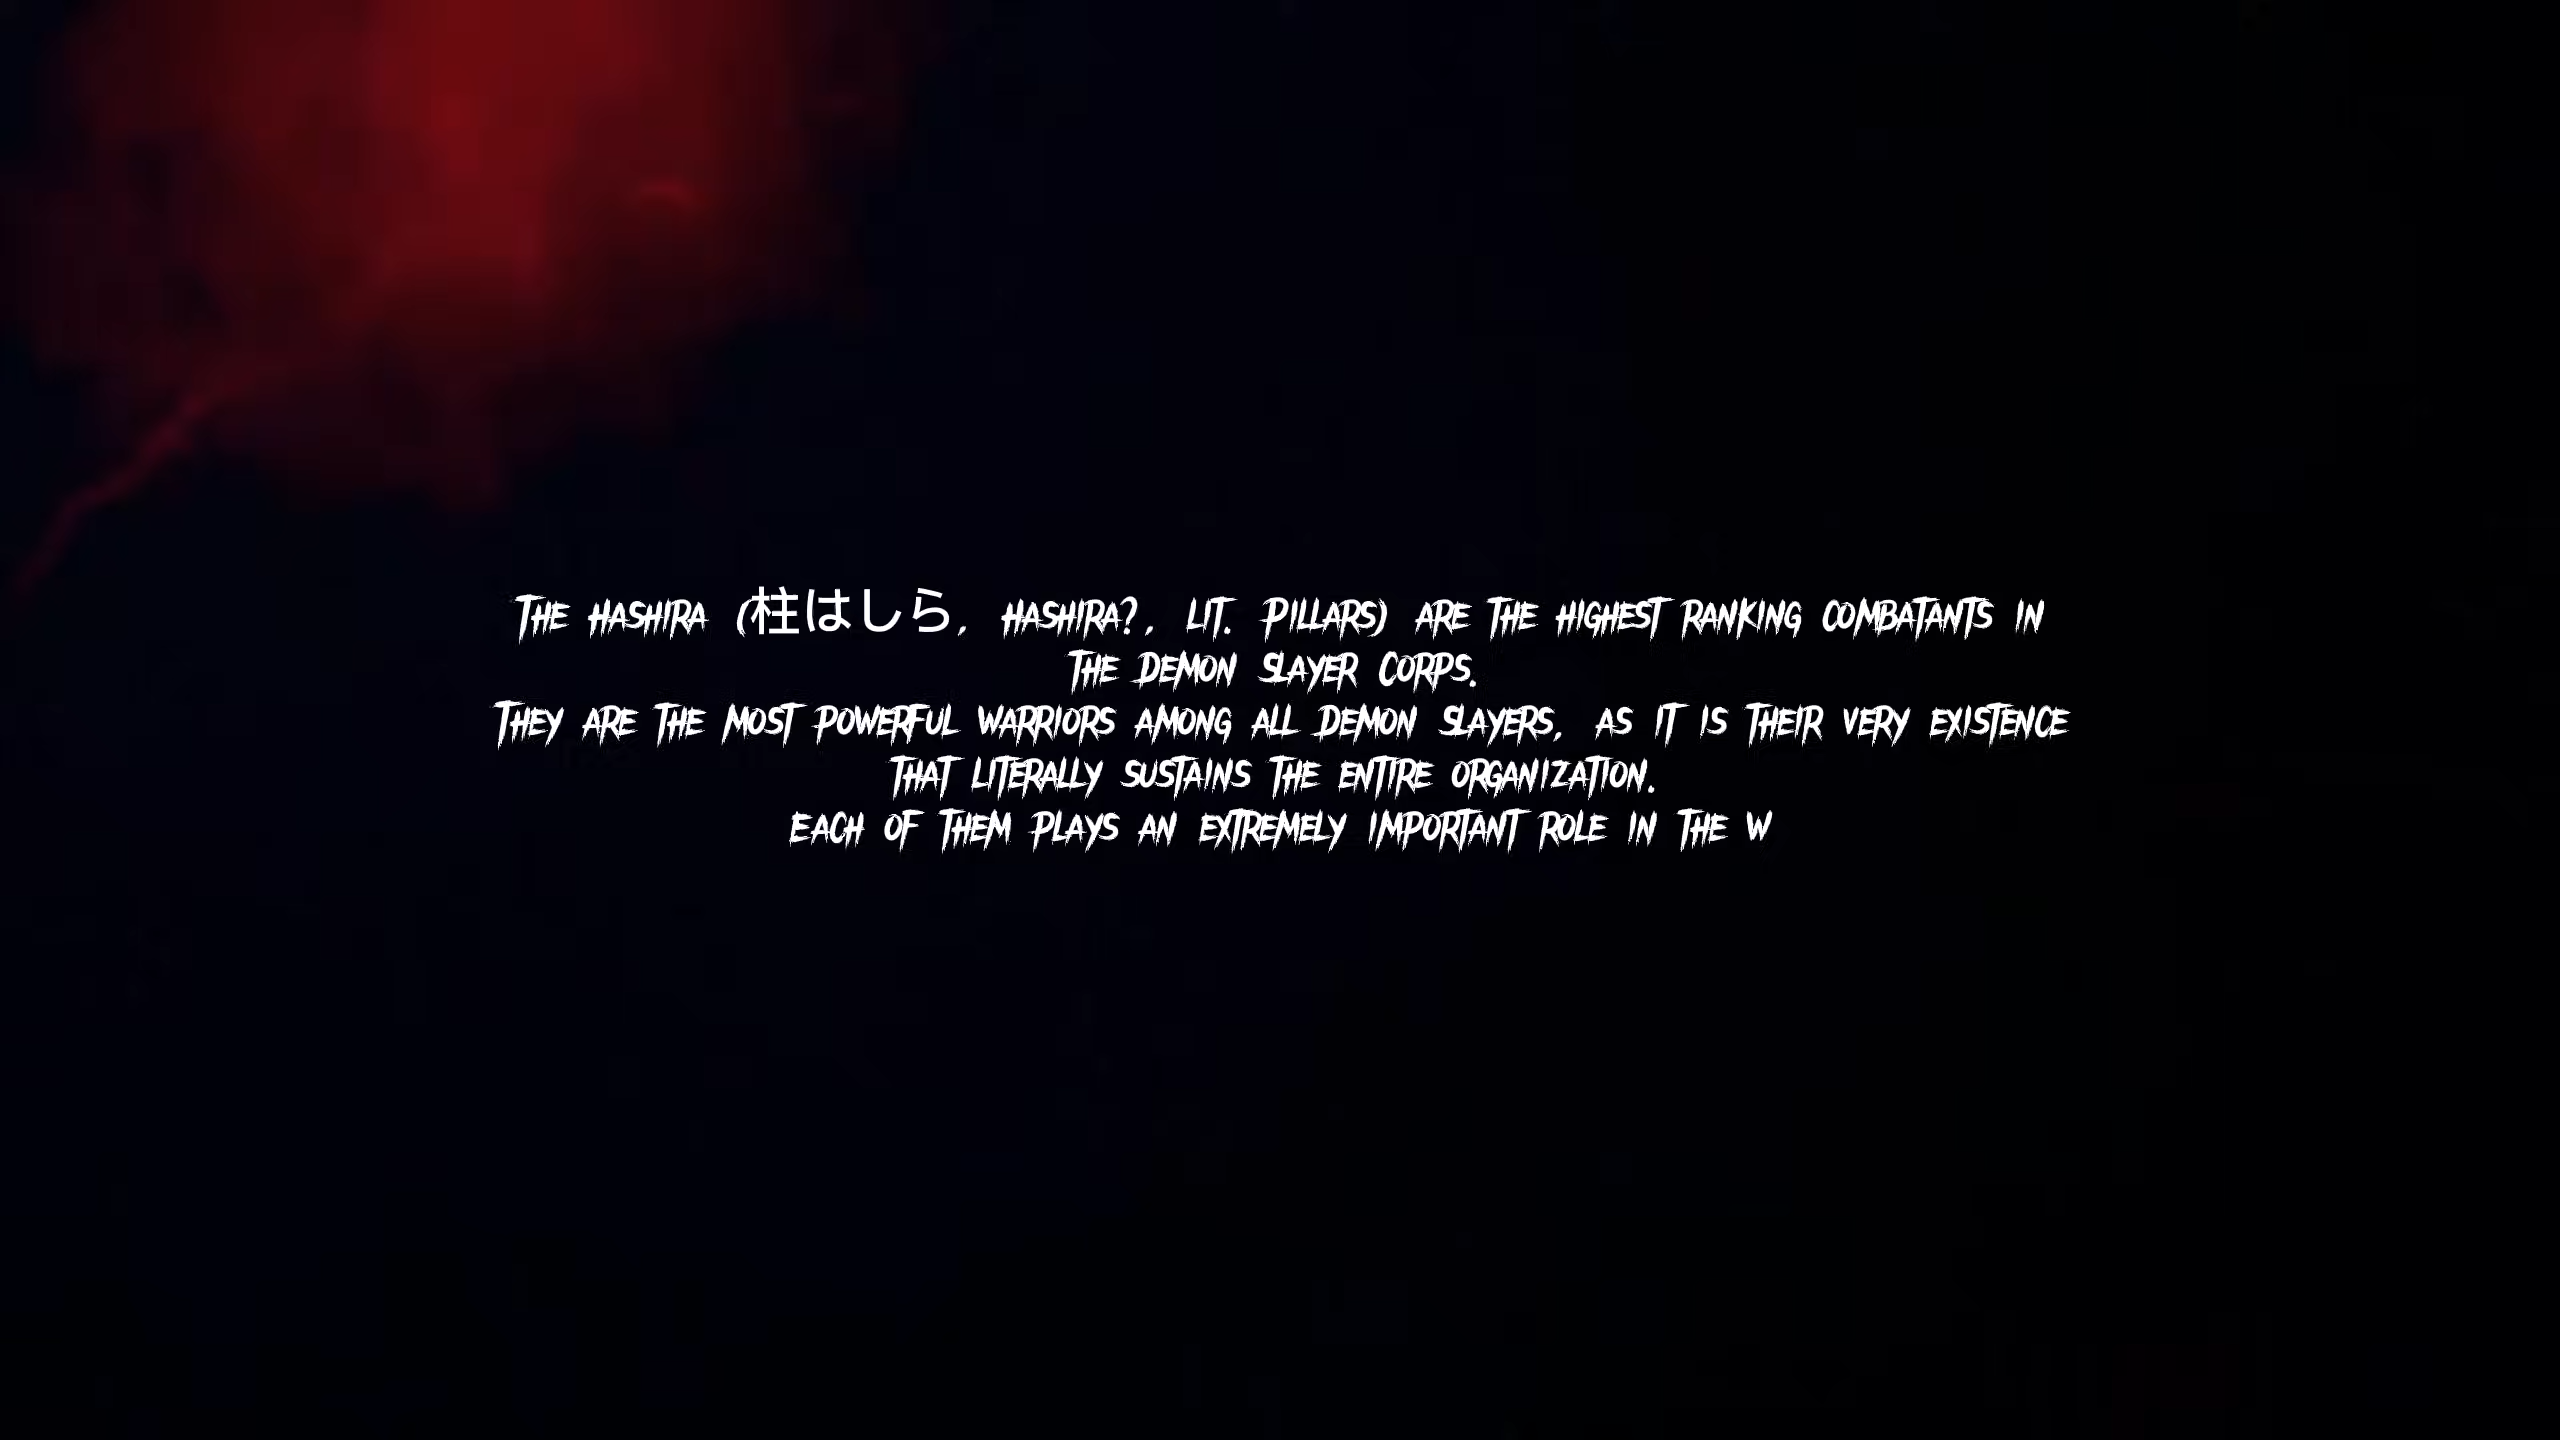 The Hashira (柱はしら, Hashira?, lit. Pillars) are the highest ranking combatants in
the Demon Slayer Corps.
They are the most powerful warriors among all Demon Slayers, as it is their very existence
that literally sustains the entire organization.
Each of them plays an extremely important role in the w